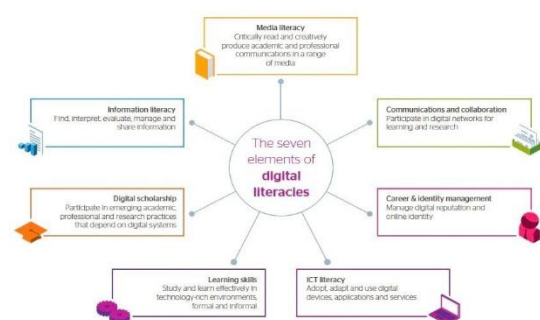 Media literacy
Critically read and creatively
produce academic and professional
communications in a range
of media
Information literacy
Find, interpret, evaluate, manage and
share information
Communications and collaboration
Participate in digital networks for
learning and research
The seven
elements of
digital
literacies
Digital scholarship
Participate in emerging academic,
professional and research practices
that depend on digital systems
Career & identity management
Manage digital reputation and
online identity
Learning skills
Study and learn effectively in
technology-rich environments,
formal and informal
ICT literacy
Adopt, adapt and use digital
devices, applications and services